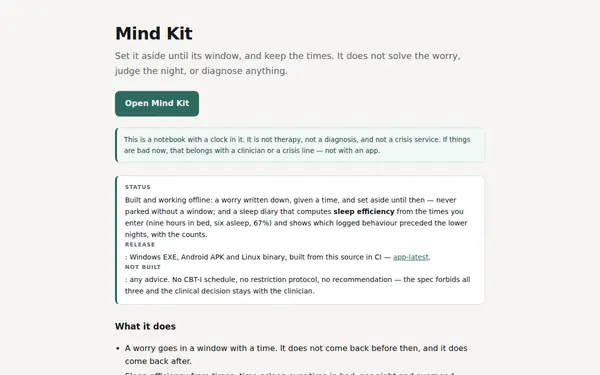 Mind Kit
Set it aside until its window, and keep the times. It does not solve the worry,
judge the night, or diagnose anything.
Open Mind Kit
This is a notebook with a clock in it. It is not therapy, not a diagnosis, and not a crisis service. If things
are bad now, that belongs with a clinician or a crisis line — not with an app.
STATUS
Built and working offline: a worry written down, given a time, and set aside until then — never
parked without a window; and a sleep diary that computes sleep efficiency from the times you
enter (nine hours in bed, six asleep, 67%) and shows which logged behaviour preceded the lower
nights, with the counts.
RELEASE
: Windows EXE, Android APK and Linux binary, built from this source in CI — app-latest.
NOT BUILT
: any advice. No CBT-I schedule, no restriction protocol, no recommendation — the spec forbids all
three and the clinical decision stays with the clinician.
What it does
• A worry goes in a window with a time. It does not come back before then, and it does
come back after.